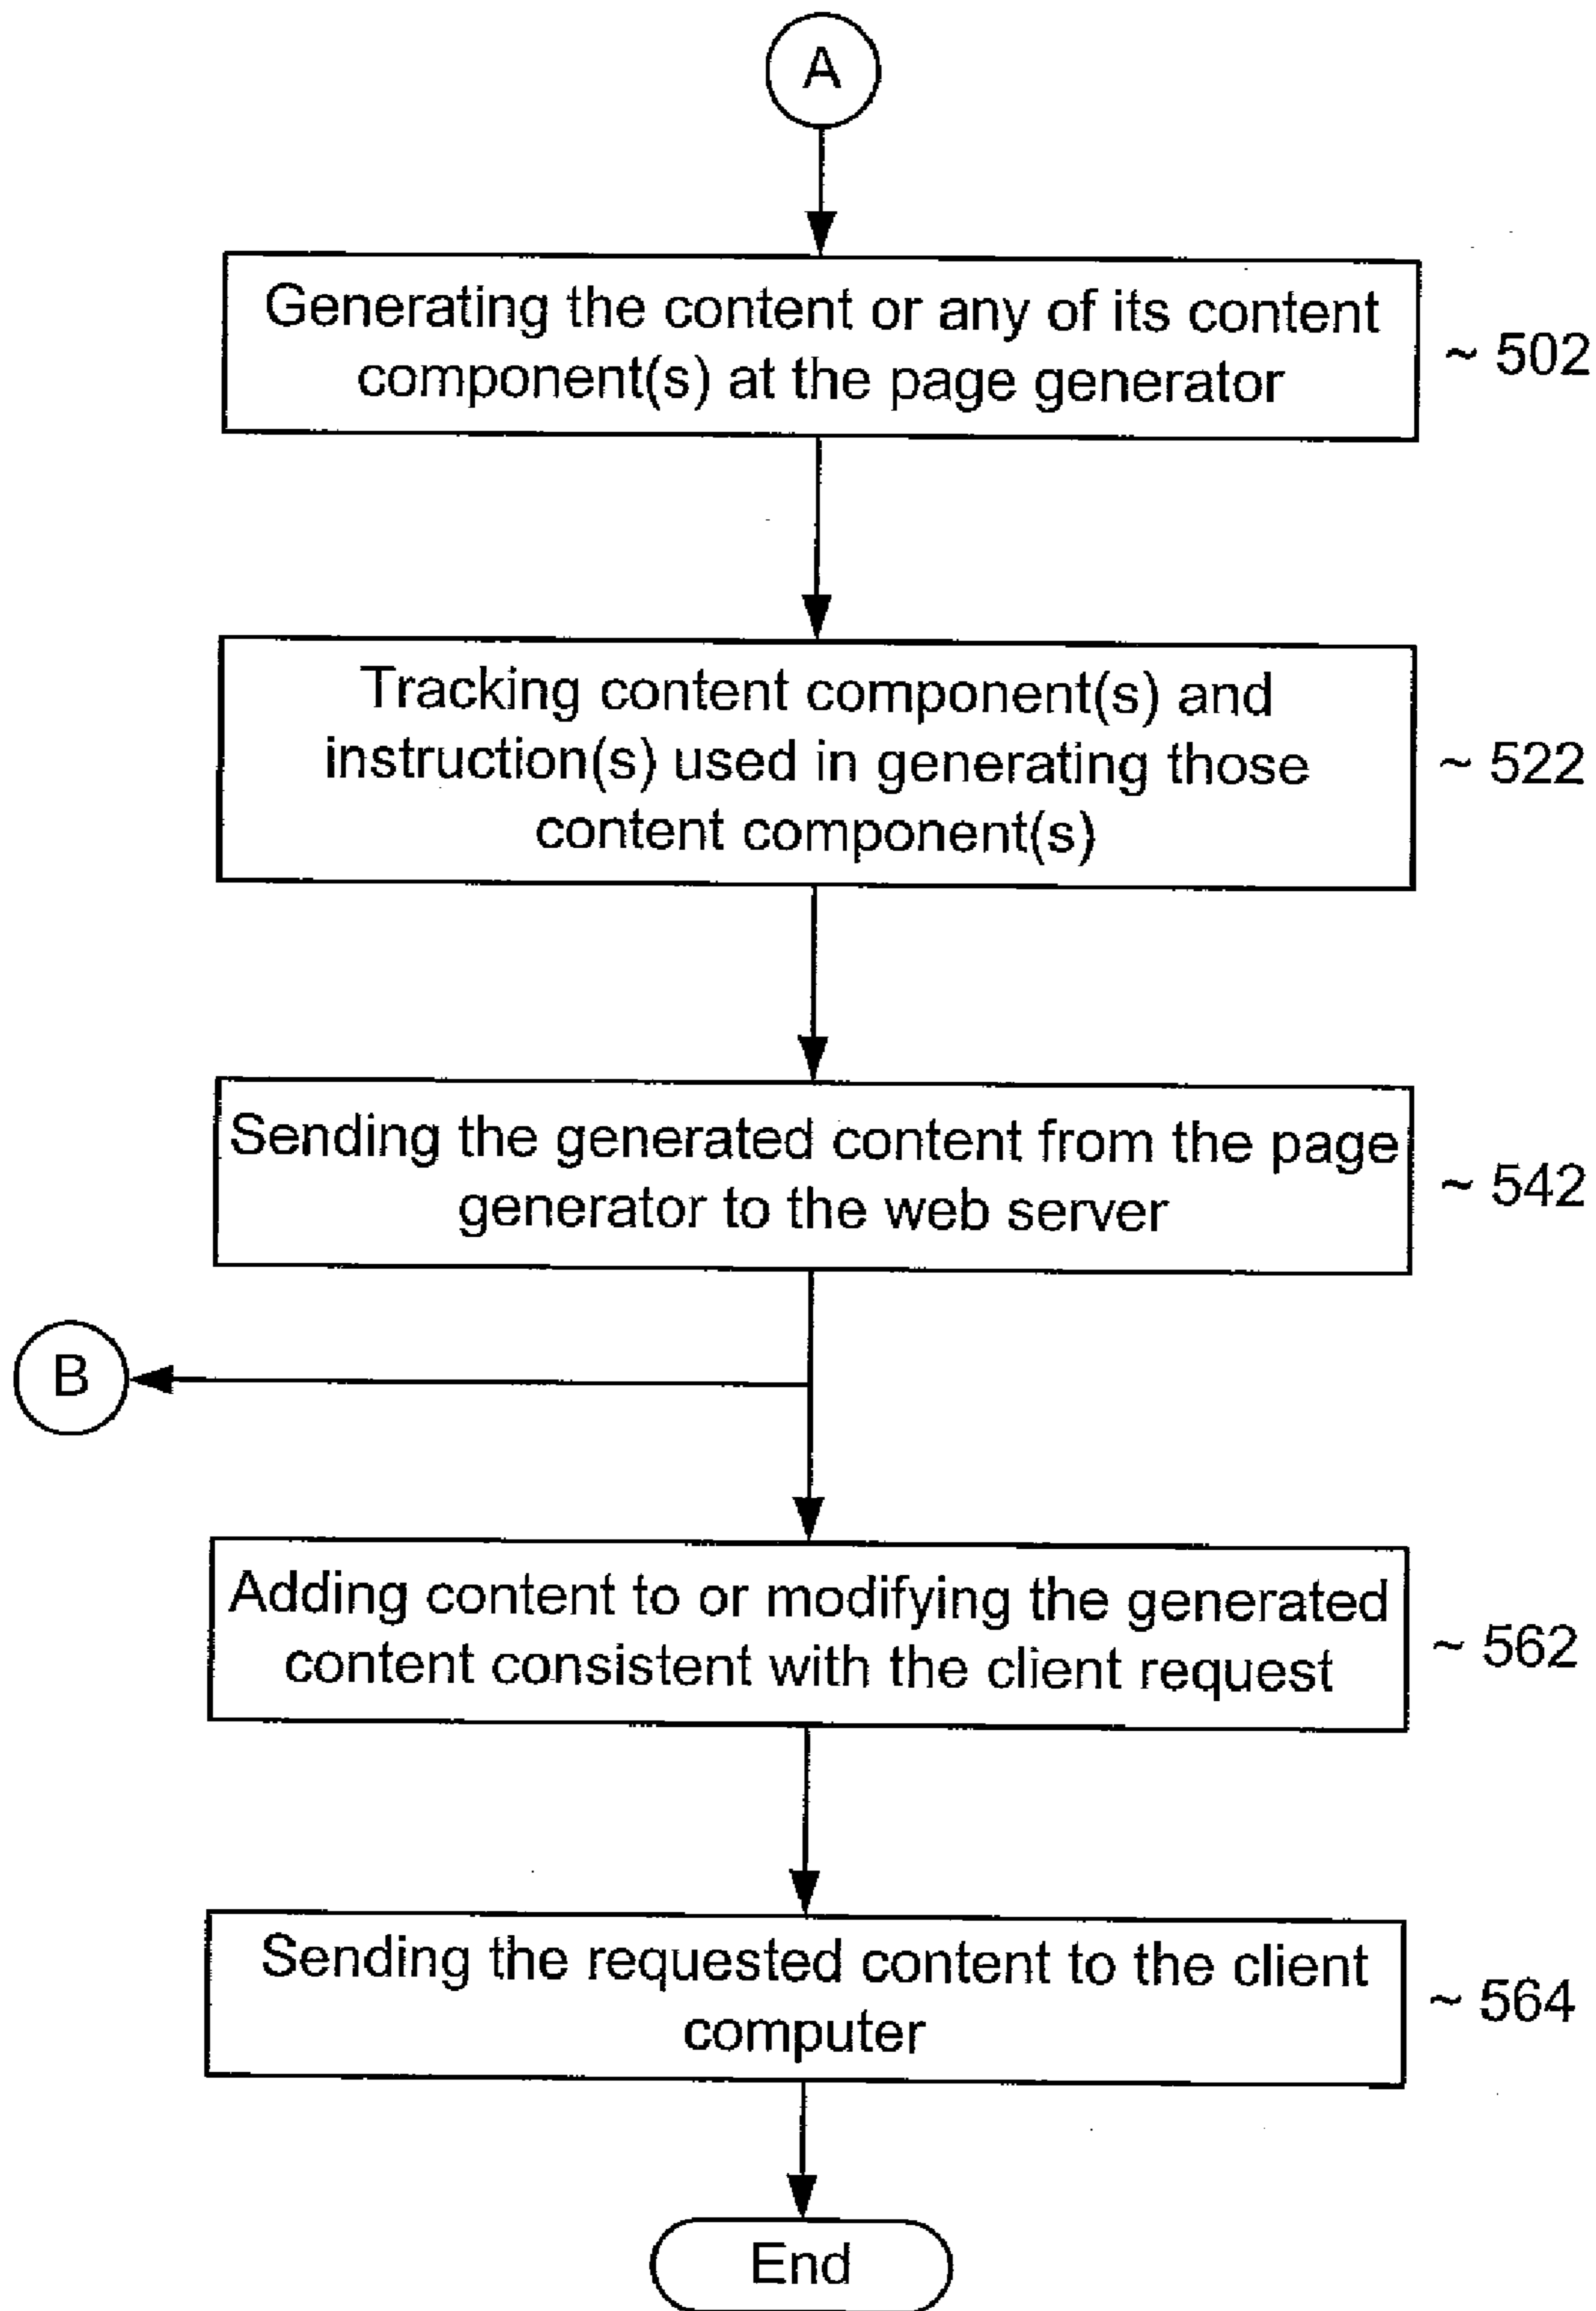 A
Generating the content or any of its content
component(s) at the page generator
~ 502
Tracking content component(s) and
instruction(s) used in generating those
content component(s)
~ 522
Sending the generated content from the page
generator to the web server
~ 542
B
Adding content to or modifying the generated
content consistent with the client request
~ 562
Sending the requested content to the client
computer
~ 564
End